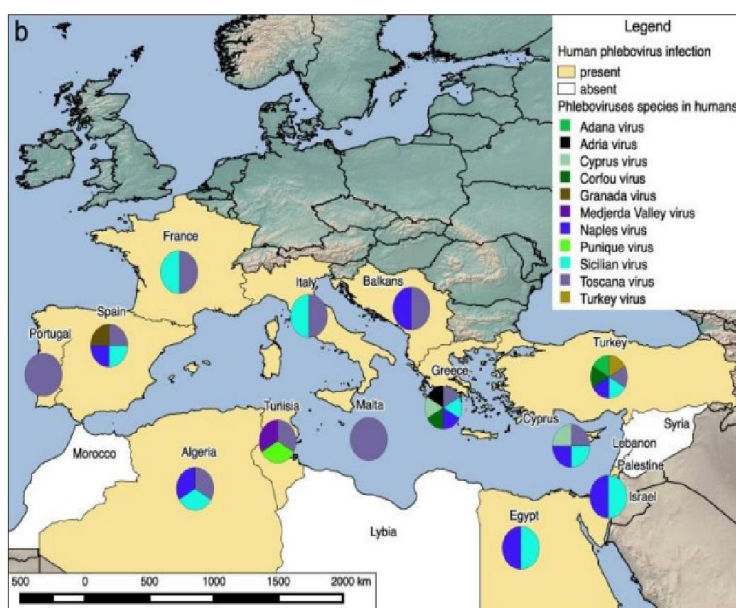 b
Legend
Human phlebovirus infection
present
absent
Phleboviruses species in humans
Adana virus
Adria virus
Cyprus virus
Corfou virus
Granada virus
Medjerda Valley virus
Naples virus
Punique virus
Sicilian virus
Toscana virus
Turkey virus
France
Italy
Balkans
Spain
Portugal
Turkey
Greece
Tunisia
Malta
Cyprus
Syria
Lebanon
Morocco
Algeria
Palestine
Israel
Lybia
Egypt
500 0 500 1000 1500 2000 km